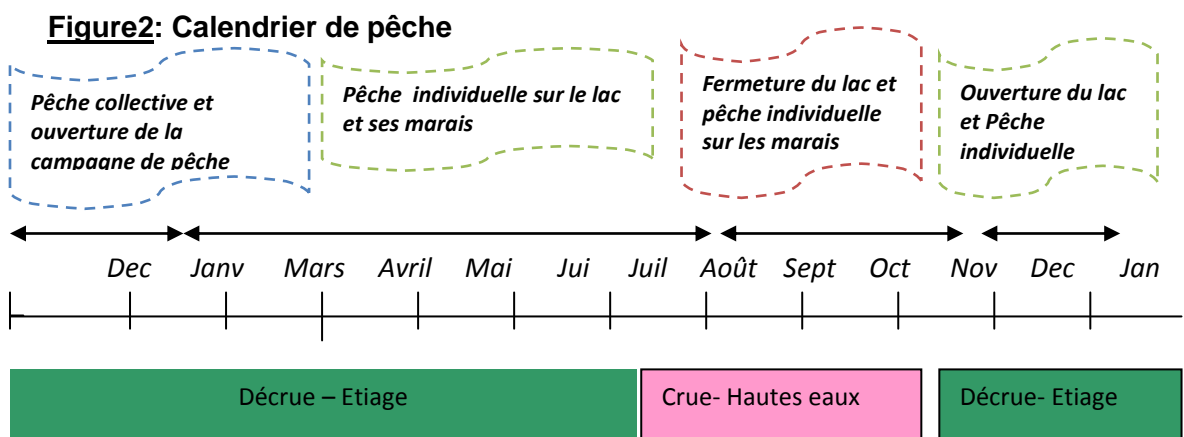 Figure2: Calendrier de pêche
Pêche collective et
ouverture de la
campagne de pêche
Pêche individuelle sur le lac
et ses marais
Fermeture du lac et
pêche individuelle
sur les marais
Ouverture du lac
et Pêche
individuelle
Dec Janv Mars Avril Mai Jui Juil Août Sept Oct Nov Dec Jan
Décrue – Etiage
Crue- Hautes eaux
Décrue- Etiage